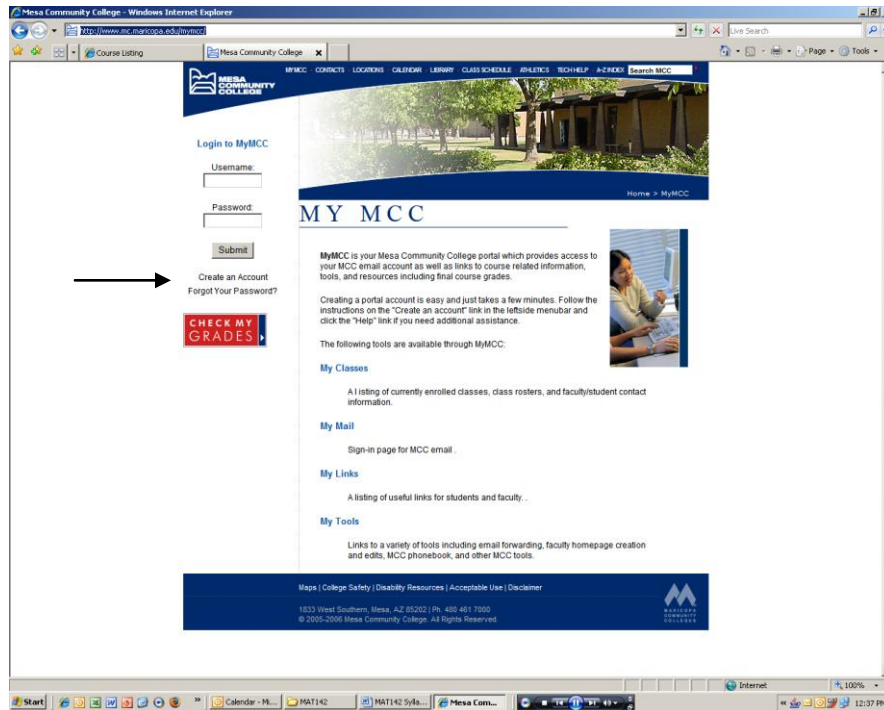 Mesa Community College - Windows Internet Explorer
http://www.mc.maricopa.edu/mymcc/
Live Search
Course Listing
Mesa Community College
Page
Tools
MYMCC CONTACTS LOCATIONS CALENDAR LIBRARY CLASS SCHEDULE ATHLETICS TECH HELP A-Z INDEX Search MCC
MESA
COMMUNITY
COLLEGE
Login to MyMCC
Username:
Password:
Submit
Create an Account
Forgot Your Password?
CHECK MY
GRADES
Home > MyMCC
MY MCC
MyMCC is your Mesa Community College portal which provides access to
your MCC email account as well as links to course related information,
tools, and resources including final course grades.
Creating a portal account is easy and just takes a few minutes. Follow the
instructions on the "Create an account" link in the leftside menubar and
click the "Help" link if you need additional assistance.
The following tools are available through MyMCC:
My Classes
A l isting of currently enrolled classes, class rosters, and faculty/student contact
information.
My Mail
Sign-in page for MCC email .
My Links
A listing of useful links for students and faculty. .
My Tools
Links to a variety of tools including email forwarding, faculty homepage creation
and edits, MCC phonebook, and other MCC tools.
Maps | College Safety | Disability Resources | Acceptable Use | Disclaimer
1833 West Southern, Mesa, AZ 85202 | Ph. 480 461 7000
© 2005-2006 Mesa Community College. All Rights Reserved.
MARICOPA
COMMUNITY
COLLEGES
Internet
100%
Start
Calendar - Mi...
MAT142
MAT142 Sylla...
Mesa Com...
12:37 PM